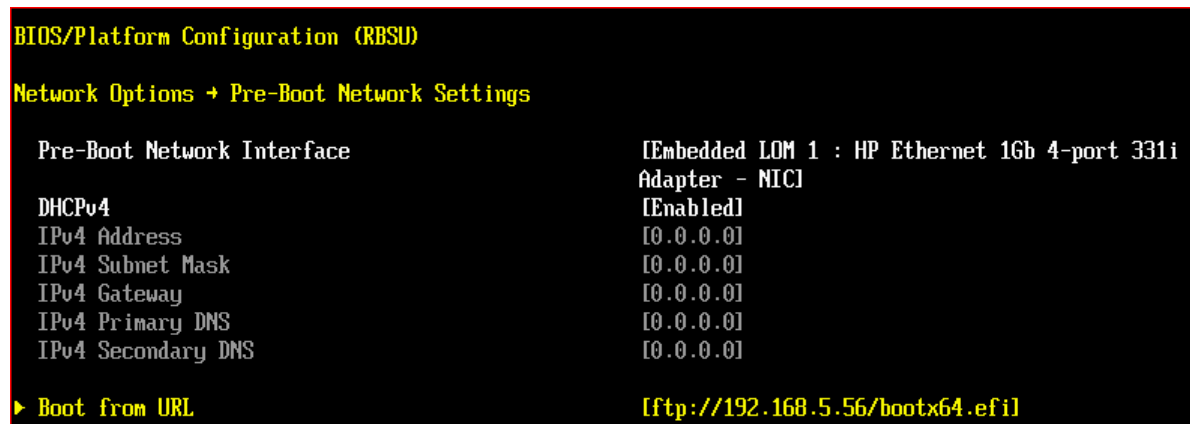 BIOS/Platform Configuration (RBSU)
Network Options → Pre-Boot Network Settings
Pre-Boot Network Interface [Embedded LOM 1 : HP Ethernet 1Gb 4-port 331i
Adapter - NIC]
DHCPv4 [Enabled]
IPv4 Address [0.0.0.0]
IPv4 Subnet Mask [0.0.0.0]
IPv4 Gateway [0.0.0.0]
IPv4 Primary DNS [0.0.0.0]
IPv4 Secondary DNS [0.0.0.0]
▶ Boot from URL [ftp://192.168.5.56/bootx64.efi]